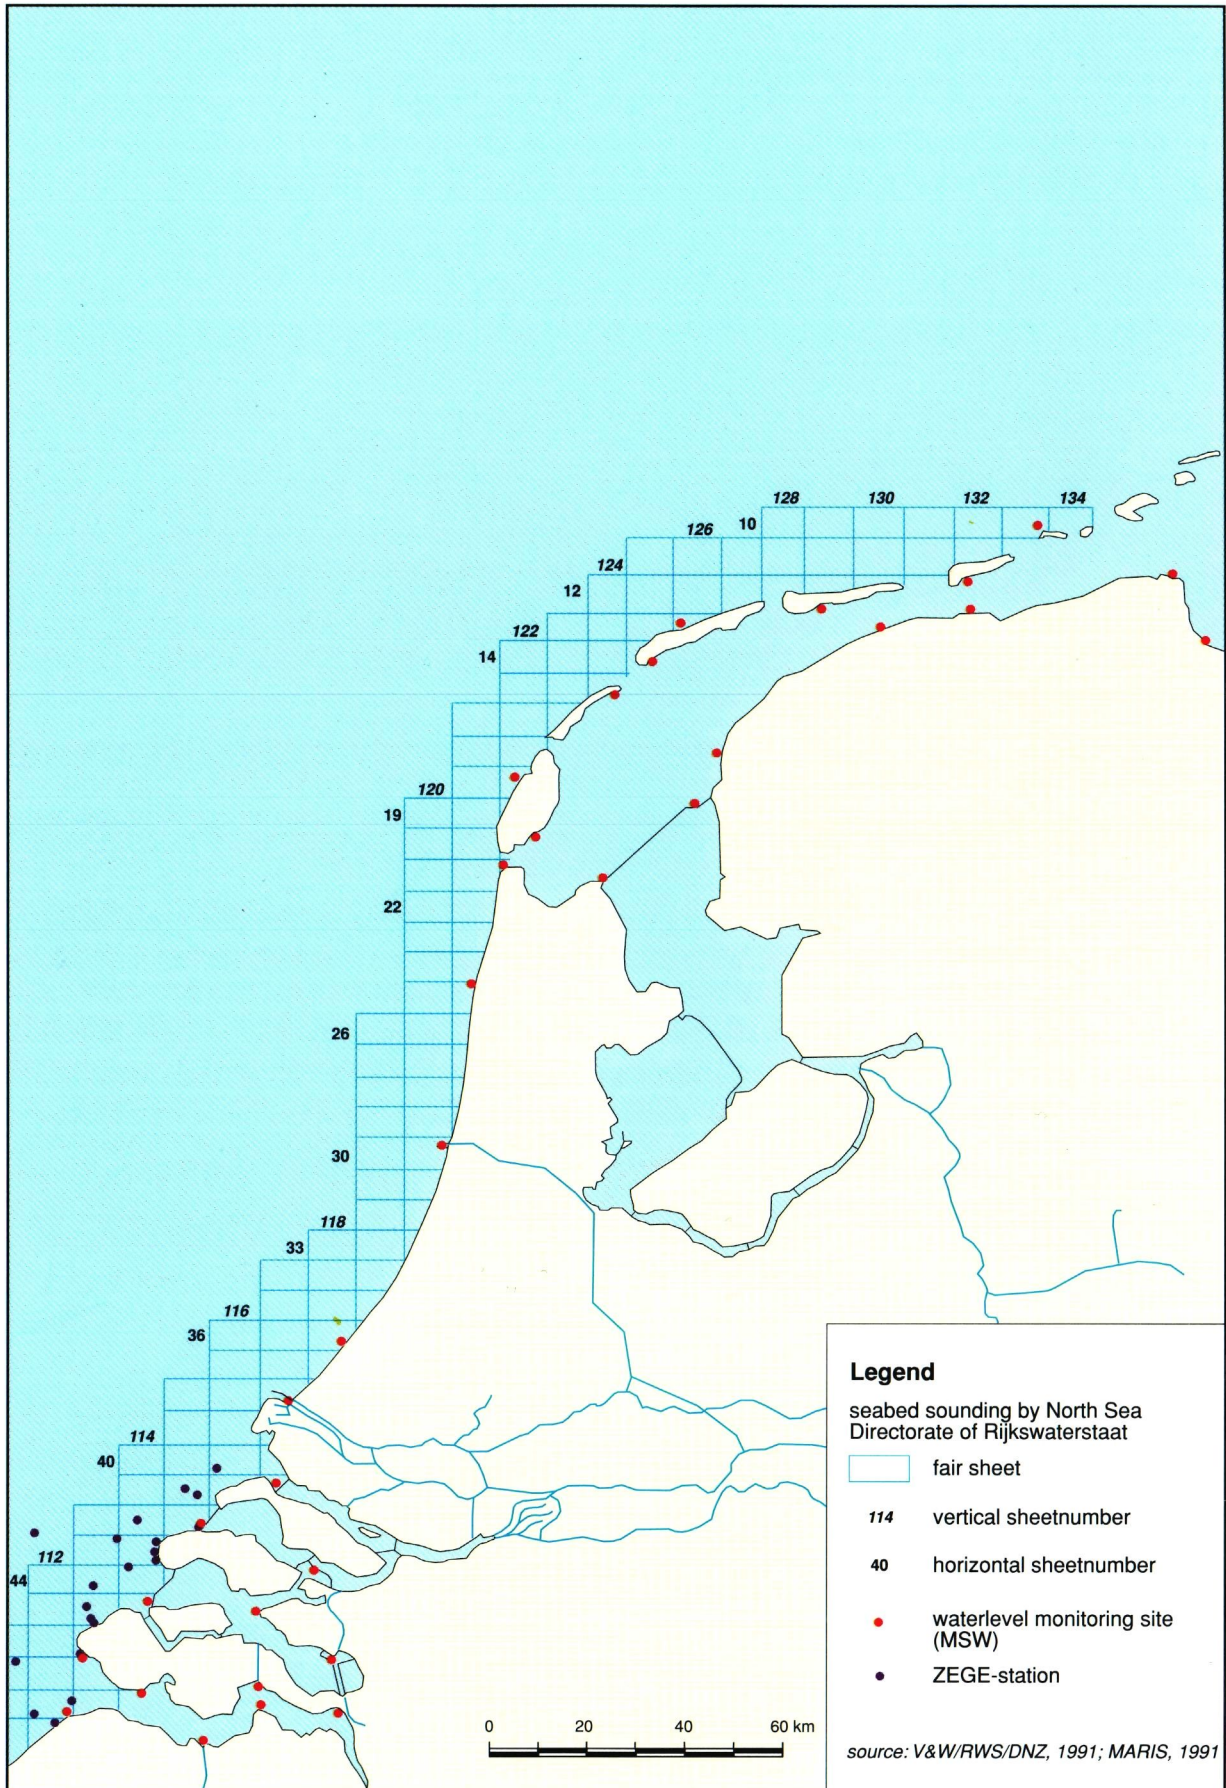 128 130 132 134
126 10
124
12
122
14
120
19
22
26
30
118
33
116
36
114
40
112
44
Legend
seabed sounding by North Sea
Directorate of Rijkswaterstaat
fair sheet
114 vertical sheetnumber
40 horizontal sheetnumber
waterlevel monitoring site
(MSW)
ZEGE-station
0 20 40 60 km
source: V&W/RWS/DNZ, 1991; MARIS, 1991